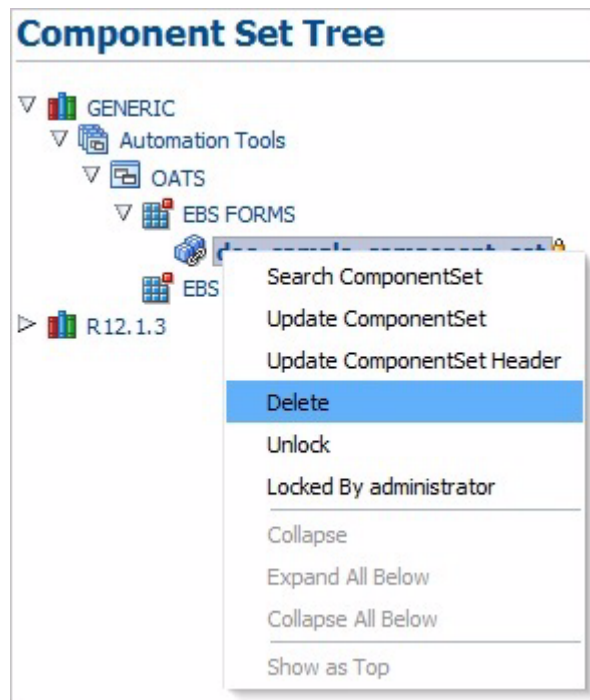 Component Set Tree
GENERIC
Automation Tools
OATS
EBS FORMS
EBS
R12.1.3
Search ComponentSet
Update ComponentSet
Update ComponentSet Header
Delete
Unlock
Locked By administrator
Collapse
Expand All Below
Collapse All Below
Show as Top